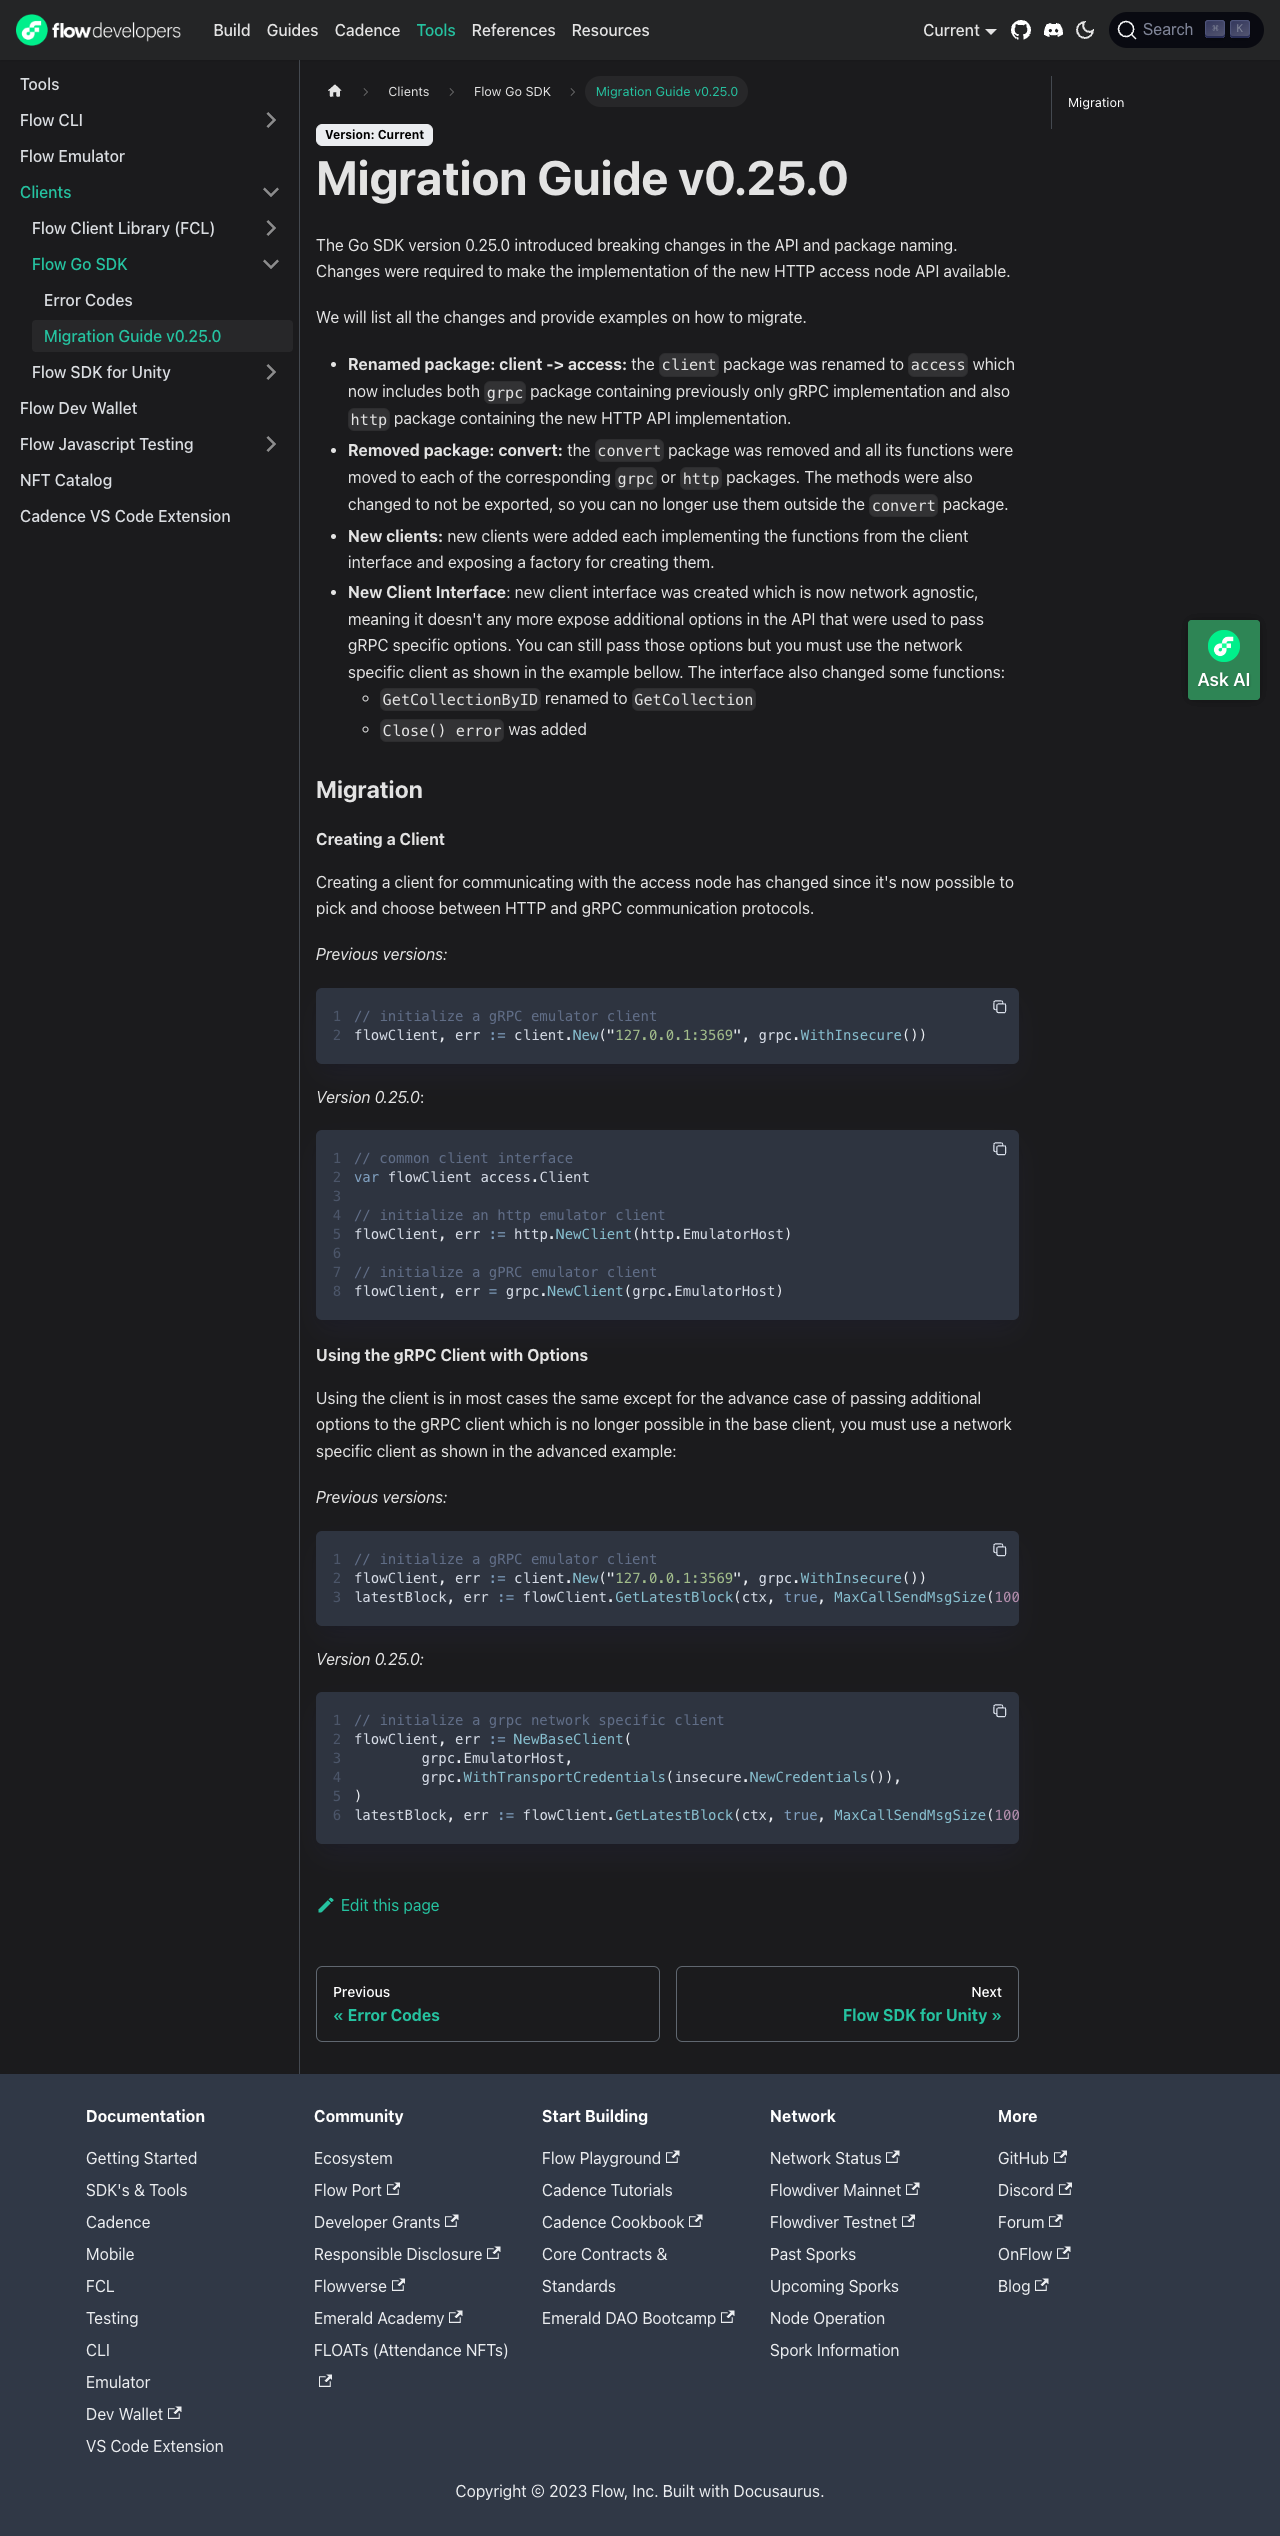 flowdevelopers Build Guides Cadence Tools References Resources Current Search ⌘ K
Tools
Flow CLI
Flow Emulator
Clients
Flow Client Library (FCL)
Flow Go SDK
Error Codes
Migration Guide v0.25.0
Flow SDK for Unity
Flow Dev Wallet
Flow Javascript Testing
NFT Catalog
Cadence VS Code Extension
Clients Flow Go SDK Migration Guide v0.25.0
Migration
Version: Current
Migration Guide v0.25.0
The Go SDK version 0.25.0 introduced breaking changes in the API and package naming.
Changes were required to make the implementation of the new HTTP access node API available.
We will list all the changes and provide examples on how to migrate.
• Renamed package: client -> access: the client package was renamed to access which
now includes both grpc package containing previously only gRPC implementation and also
http package containing the new HTTP API implementation.
• Removed package: convert: the convert package was removed and all its functions were
moved to each of the corresponding grpc or http packages. The methods were also
changed to not be exported, so you can no longer use them outside the convert package.
• New clients: new clients were added each implementing the functions from the client
interface and exposing a factory for creating them.
• New Client Interface: new client interface was created which is now network agnostic,
meaning it doesn't any more expose additional options in the API that were used to pass
gRPC specific options. You can still pass those options but you must use the network
specific client as shown in the example bellow. The interface also changed some functions:
◦ GetCollectionByID renamed to GetCollection
◦ Close() error was added
Ask AI
Migration
Creating a Client
Creating a client for communicating with the access node has changed since it's now possible to
pick and choose between HTTP and gRPC communication protocols.
Previous versions:
1 // initialize a gRPC emulator client
2 flowClient, err := client.New("127.0.0.1:3569", grpc.WithInsecure())
Version 0.25.0:
1 // common client interface
2 var flowClient access.Client
3
4 // initialize an http emulator client
5 flowClient, err := http.NewClient(http.EmulatorHost)
6
7 // initialize a gPRC emulator client
8 flowClient, err = grpc.NewClient(grpc.EmulatorHost)
Using the gRPC Client with Options
Using the client is in most cases the same except for the advance case of passing additional
options to the gRPC client which is no longer possible in the base client, you must use a network
specific client as shown in the advanced example:
Previous versions:
1 // initialize a gRPC emulator client
2 flowClient, err := client.New("127.0.0.1:3569", grpc.WithInsecure())
3 latestBlock, err := flowClient.GetLatestBlock(ctx, true, MaxCallSendMsgSize(100
Version 0.25.0:
1 // initialize a grpc network specific client
2 flowClient, err := NewBaseClient(
3 grpc.EmulatorHost,
4 grpc.WithTransportCredentials(insecure.NewCredentials()),
5 )
6 latestBlock, err := flowClient.GetLatestBlock(ctx, true, MaxCallSendMsgSize(100
Edit this page
Previous
« Error Codes
Next
Flow SDK for Unity »
Documentation
Getting Started
SDK's & Tools
Cadence
Mobile
FCL
Testing
CLI
Emulator
Dev Wallet
VS Code Extension
Community
Ecosystem
Flow Port
Developer Grants
Responsible Disclosure
Flowverse
Emerald Academy
FLOATs (Attendance NFTs)
Start Building
Flow Playground
Cadence Tutorials
Cadence Cookbook
Core Contracts &
Standards
Emerald DAO Bootcamp
Network
Network Status
Flowdiver Mainnet
Flowdiver Testnet
Past Sporks
Upcoming Sporks
Node Operation
Spork Information
More
GitHub
Discord
Forum
OnFlow
Blog
Copyright © 2023 Flow, Inc. Built with Docusaurus.